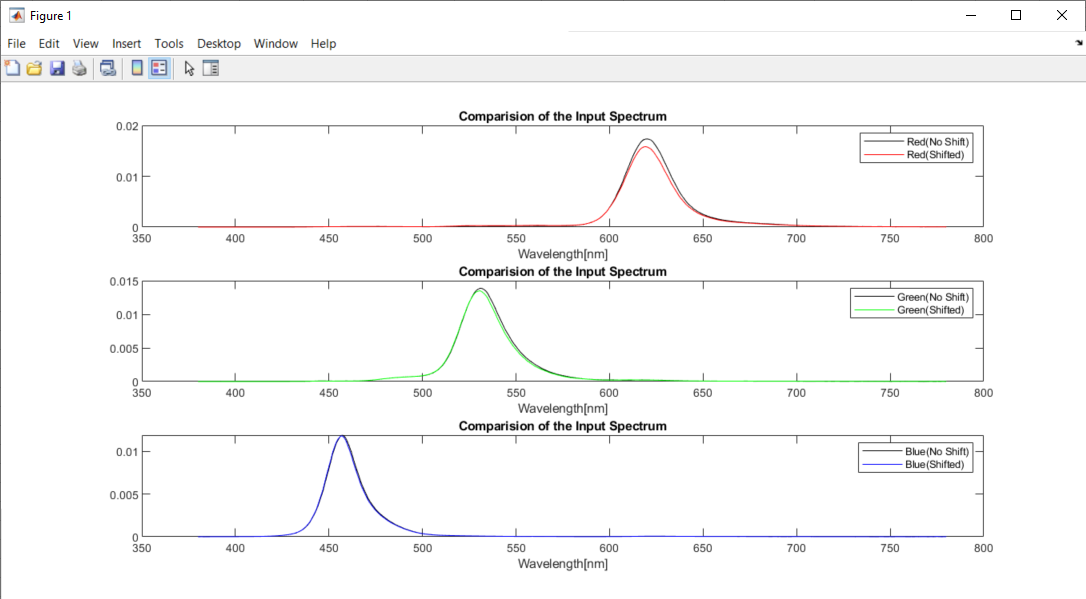 Figure 1
File Edit View Insert Tools Desktop Window Help
Comparision of the Input Spectrum
0.02
0.01
0
Red(No Shift)
Red(Shifted)
350 400 450 500 550 600 650 700 750 800
Wavelength[nm]
Comparision of the Input Spectrum
0.015
0.01
0.005
0
Green(No Shift)
Green(Shifted)
350 400 450 500 550 600 650 700 750 800
Wavelength[nm]
Comparision of the Input Spectrum
0.01
0.005
0
Blue(No Shift)
Blue(Shifted)
350 400 450 500 550 600 650 700 750 800
Wavelength[nm]